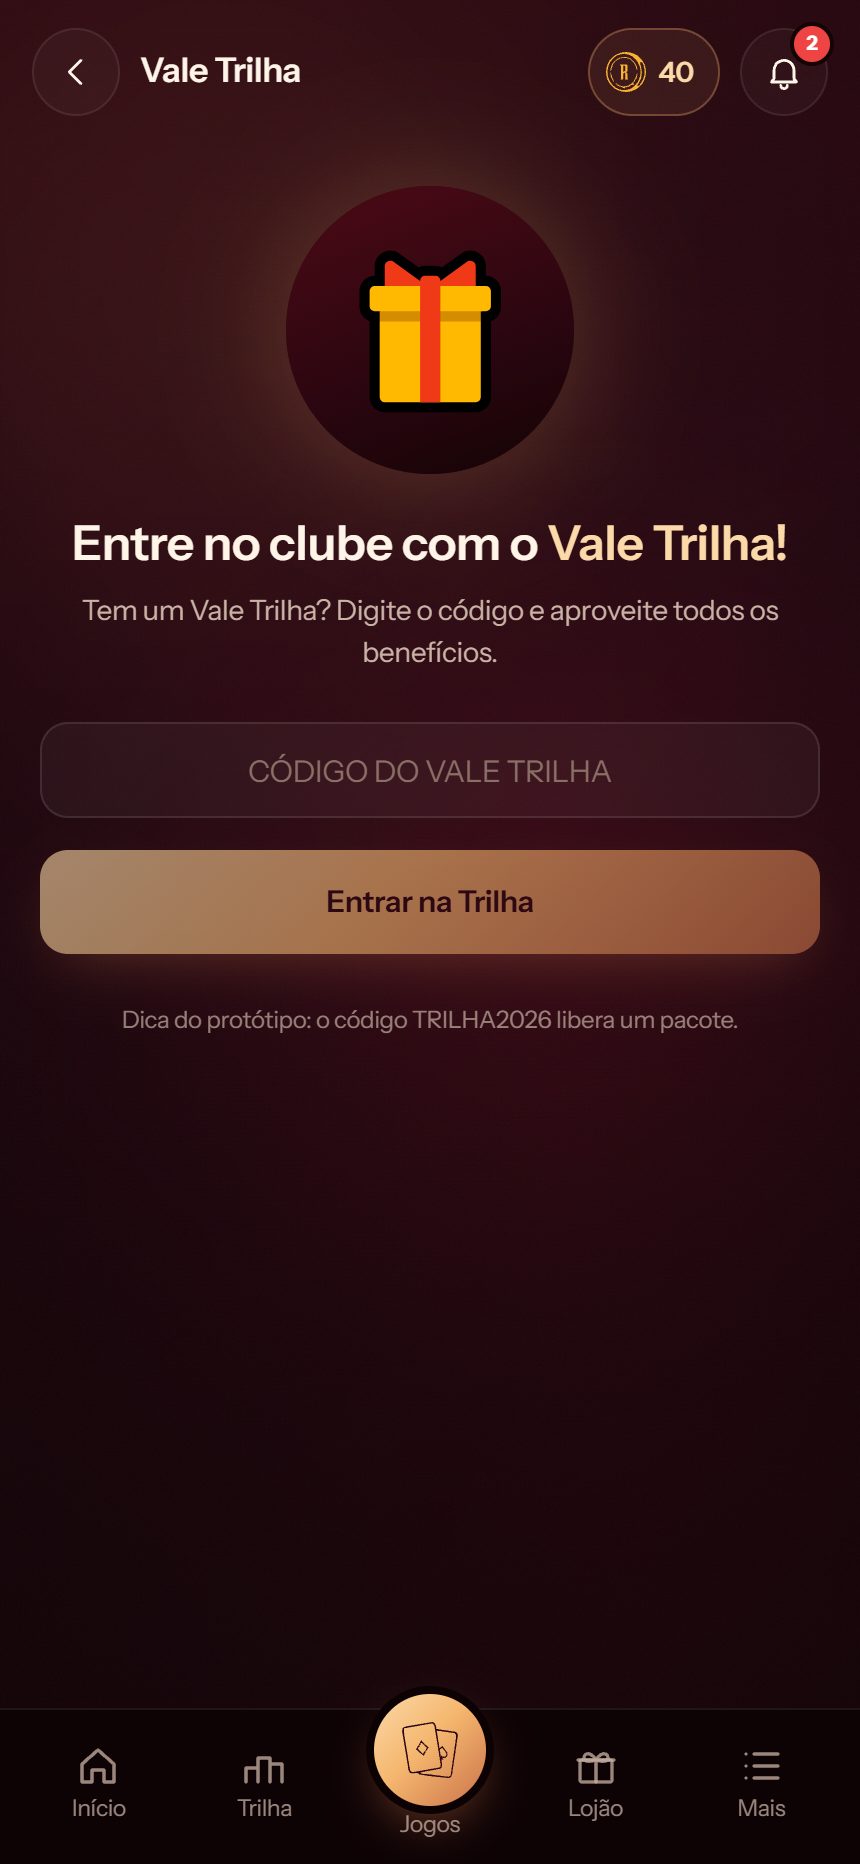 Vale Trilha
R
40
2
Entre no clube com o Vale Trilha!
Tem um Vale Trilha? Digite o código e aproveite todos os
benefícios.
CÓDIGO DO VALE TRILHA
Entrar na Trilha
Dica do protótipo: o código TRILHA2026 libera um pacote.
Início
Trilha
Jogos
Lojão
Mais